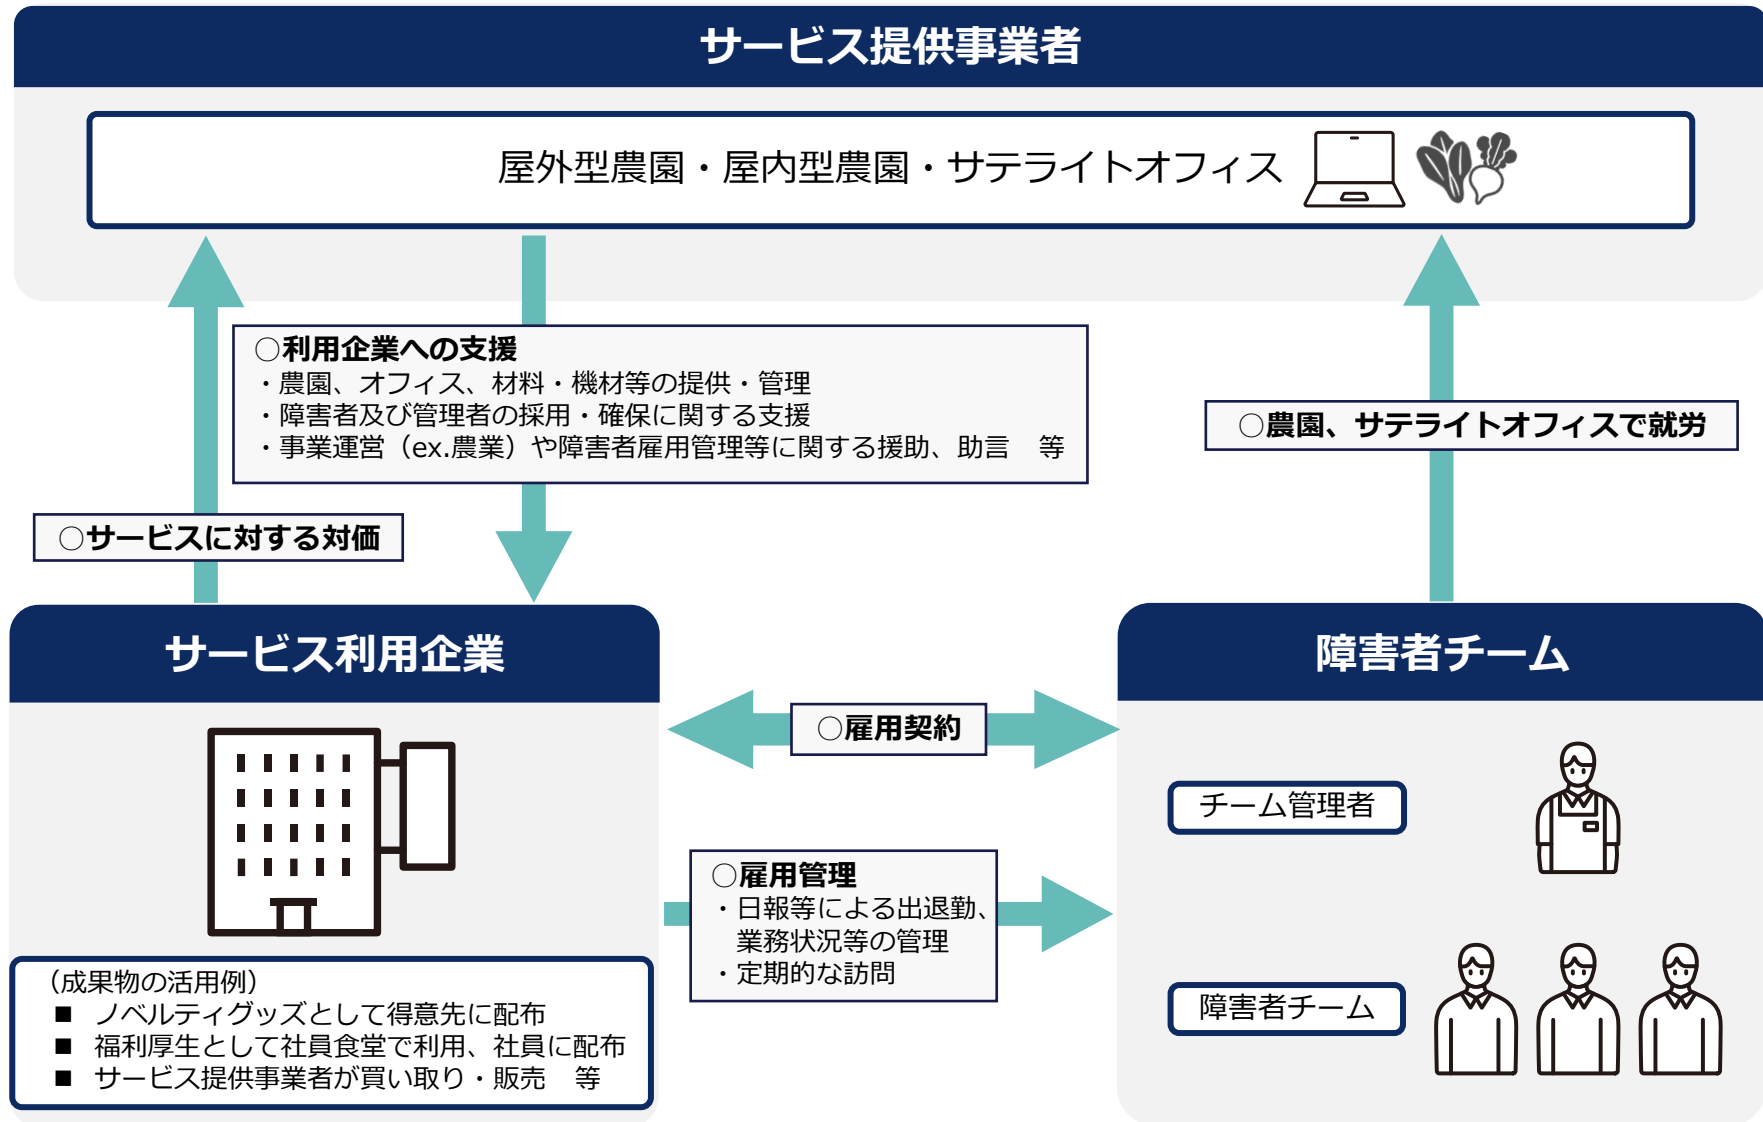 サービス提供事業者
屋外型農園・屋内型農園・サテライトオフィス
○利用企業への支援
・農園、オフィス、材料・機材等の提供・管理
・障害者及び管理者の採用・確保に関する支援
・事業運営（ex.農業）や障害者雇用管理等に関する援助、助言　等
○農園、サテライトオフィスで就労
○サービスに対する対価
サービス利用企業
障害者チーム
○雇用契約
チーム管理者
○雇用管理
・日報等による出退勤、
業務状況等の管理
・定期的な訪問
障害者チーム
（成果物の活用例）
■ ノベルティグッズとして得意先に配布
■ 福利厚生として社員食堂で利用、社員に配布
■ サービス提供事業者が買い取り・販売　等